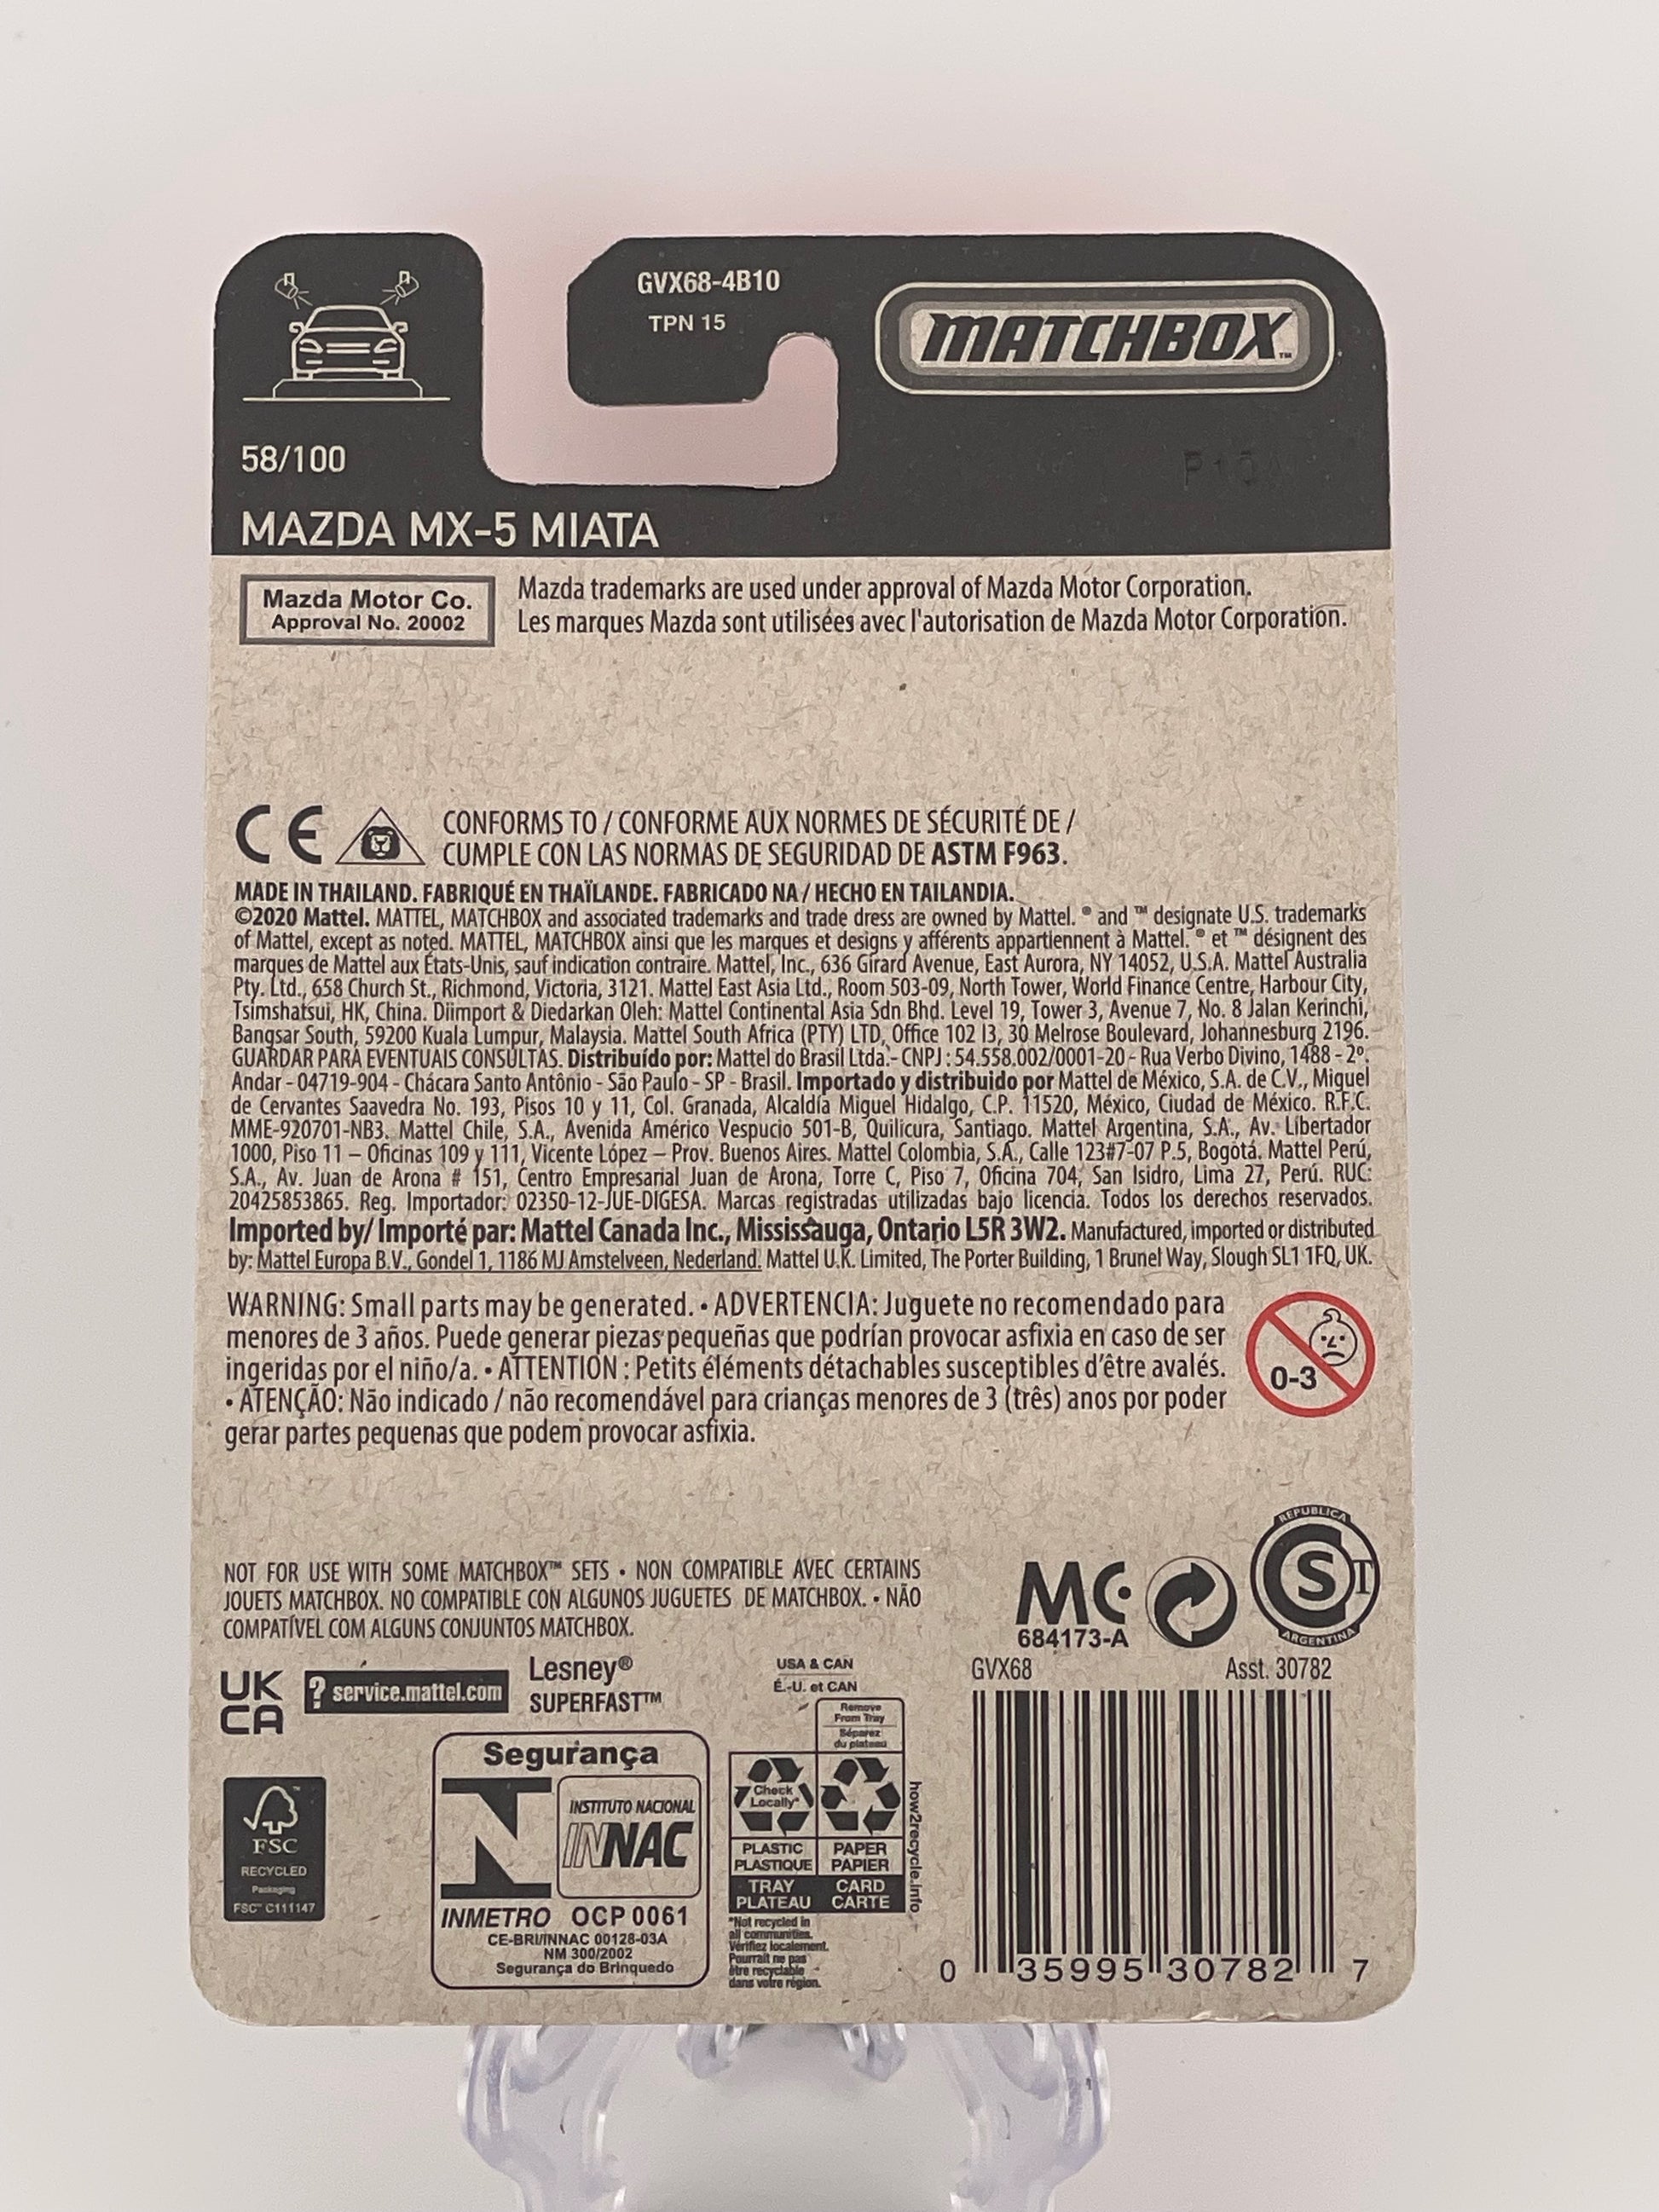 GVX68-4B10
TPN 15
MATCHBOX™
58/100
MAZDA MX-5 MIATA
Mazda Motor Co.
Approval No. 20002
Mazda trademarks are used under approval of Mazda Motor Corporation.
Les marques Mazda sont utilisées avec l'autorisation de Mazda Motor Corporation.
CE
CONFORMS TO / CONFORME AUX NORMES DE SÉCURITÉ DE /
CUMPLE CON LAS NORMAS DE SEGURIDAD DE ASTM F963.
MADE IN THAILAND. FABRIQUÉ EN THAÏLANDE. FABRICADO NA / HECHO EN TAILANDIA.
©2020 Mattel. MATTEL, MATCHBOX and associated trademarks and trade dress are owned by Mattel. ® and ™ designate U.S. trademarks
of Mattel, except as noted. MATTEL, MATCHBOX ainsi que les marques et designs y afférents appartiennent à Mattel. ® et ™ désignent des
marques de Mattel aux États-Unis, sauf indication contraire. Mattel, Inc., 636 Girard Avenue, East Aurora, NY 14052, U.S.A. Mattel Australia
Pty. Ltd., 658 Church St., Richmond, Victoria, 3121. Mattel East Asia Ltd., Room 503-09, North Tower, World Finance Centre, Harbour City,
Tsimshatsui, HK, China. Diimport & Diedarkan Oleh: Mattel Continental Asia Sdn Bhd. Level 19, Tower 3, Avenue 7, No. 8 Jalan Kerinchi,
Bangsar South, 59200 Kuala Lumpur, Malaysia. Mattel South Africa (PTY) LTD, Office 102 I3, 30 Melrose Boulevard, Johannesburg 2196.
GUARDAR PARA EVENTUAIS CONSULTAS. Distribuído por: Mattel do Brasil Ltda.- CNPJ : 54.558.002/0001-20 - Rua Verbo Divino, 1488 - 2º.
Andar - 04719-904 - Chácara Santo Antônio - São Paulo - SP - Brasil. Importado y distribuido por Mattel de México, S.A. de C.V., Miguel
de Cervantes Saavedra No. 193, Pisos 10 y 11, Col. Granada, Alcaldía Miguel Hidalgo, C.P. 11520, México, Ciudad de México. R.F.C.
MME-920701-NB3. Mattel Chile, S.A., Avenida Américo Vespucio 501-B, Quilicura, Santiago. Mattel Argentina, S.A., Av. Libertador
1000, Piso 11 – Oficinas 109 y 111, Vicente López – Prov. Buenos Aires. Mattel Colombia, S.A., Calle 123#7-07 P.5, Bogotá. Mattel Perú,
S.A., Av. Juan de Arona # 151, Centro Empresarial Juan de Arona, Torre C, Piso 7, Oficina 704, San Isidro, Lima 27, Perú. RUC:
20425853865. Reg. Importador: 02350-12-JUE-DIGESA. Marcas registradas utilizadas bajo licencia. Todos los derechos reservados.
Imported by/ Importé par: Mattel Canada Inc., Mississauga, Ontario L5R 3W2. Manufactured, imported or distributed
by: Mattel Europa B.V., Gondel 1, 1186 MJ Amstelveen, Nederland. Mattel U.K. Limited, The Porter Building, 1 Brunel Way, Slough SL1 1FQ, UK.
WARNING: Small parts may be generated. • ADVERTENCIA: Juguete no recomendado para
menores de 3 años. Puede generar piezas pequeñas que podrían provocar asfixia en caso de ser
ingeridas por el niño/a. • ATTENTION : Petits éléments détachables susceptibles d'être avalés.
• ATENÇÃO: Não indicado / não recomendável para crianças menores de 3 (três) anos por poder
gerar partes pequenas que podem provocar asfixia.
0-3
NOT FOR USE WITH SOME MATCHBOX™ SETS • NON COMPATIBLE AVEC CERTAINS
JOUETS MATCHBOX. NO COMPATIBLE CON ALGUNOS JUGUETES DE MATCHBOX. • NÃO
COMPATÍVEL COM ALGUNS CONJUNTOS MATCHBOX.
MC
684173-A
REPUBLICA
S T
ARGENTINA
UK
CA
? service.mattel.com
Lesney®
SUPERFAST™
FSC
RECYCLED
Packaging
FSC™ C111147
Segurança
INSTITUTO NACIONAL
INNAC
INMETRO OCP 0061
CE-BRI/INNAC 00128-03A
NM 300/2002
Segurança do Brinquedo
USA & CAN
É.-U. et CAN
Remove
From Tray
Séparez
du plateau
Check
Locally*
PLASTIC
PLASTIQUE
TRAY
PLATEAU
PAPER
PAPIER
CARD
CARTE
how2recycle.info
*Not recycled in
all communities.
Vérifiez localement.
Pourrait ne pas
être recyclable
dans votre région.
GVX68 Asst. 30782
0 35995 30782 7